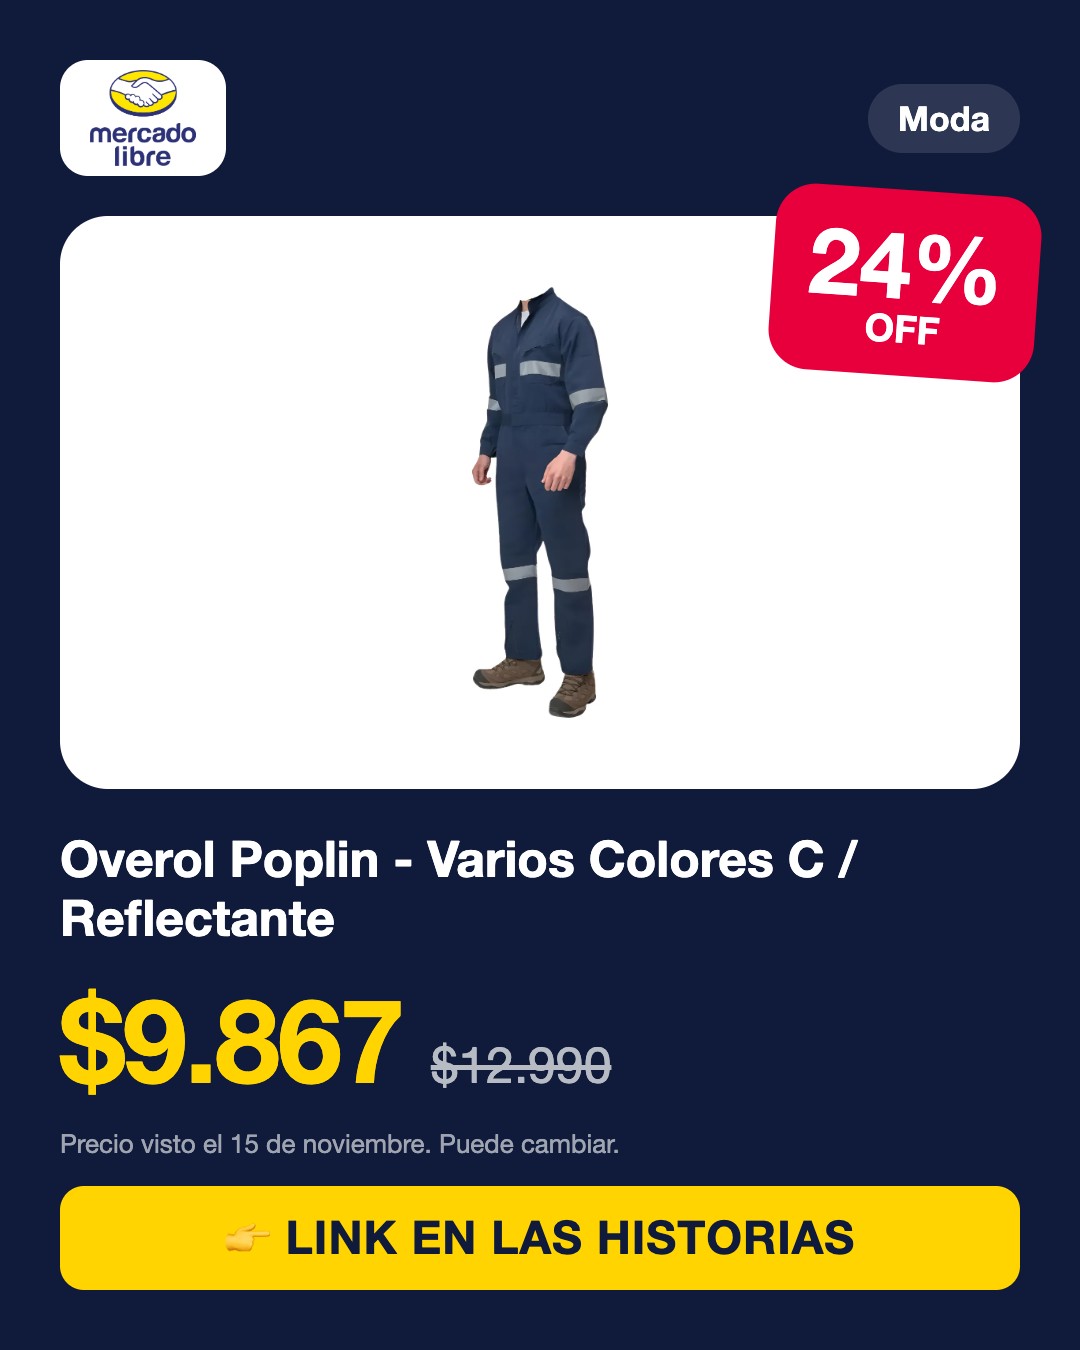 mercado
libre
Moda
24%
OFF
Overol Poplin - Varios Colores C /
Reflectante
$9.867 $12.990
Precio visto el 15 de noviembre. Puede cambiar.
👉 LINK EN LAS HISTORIAS